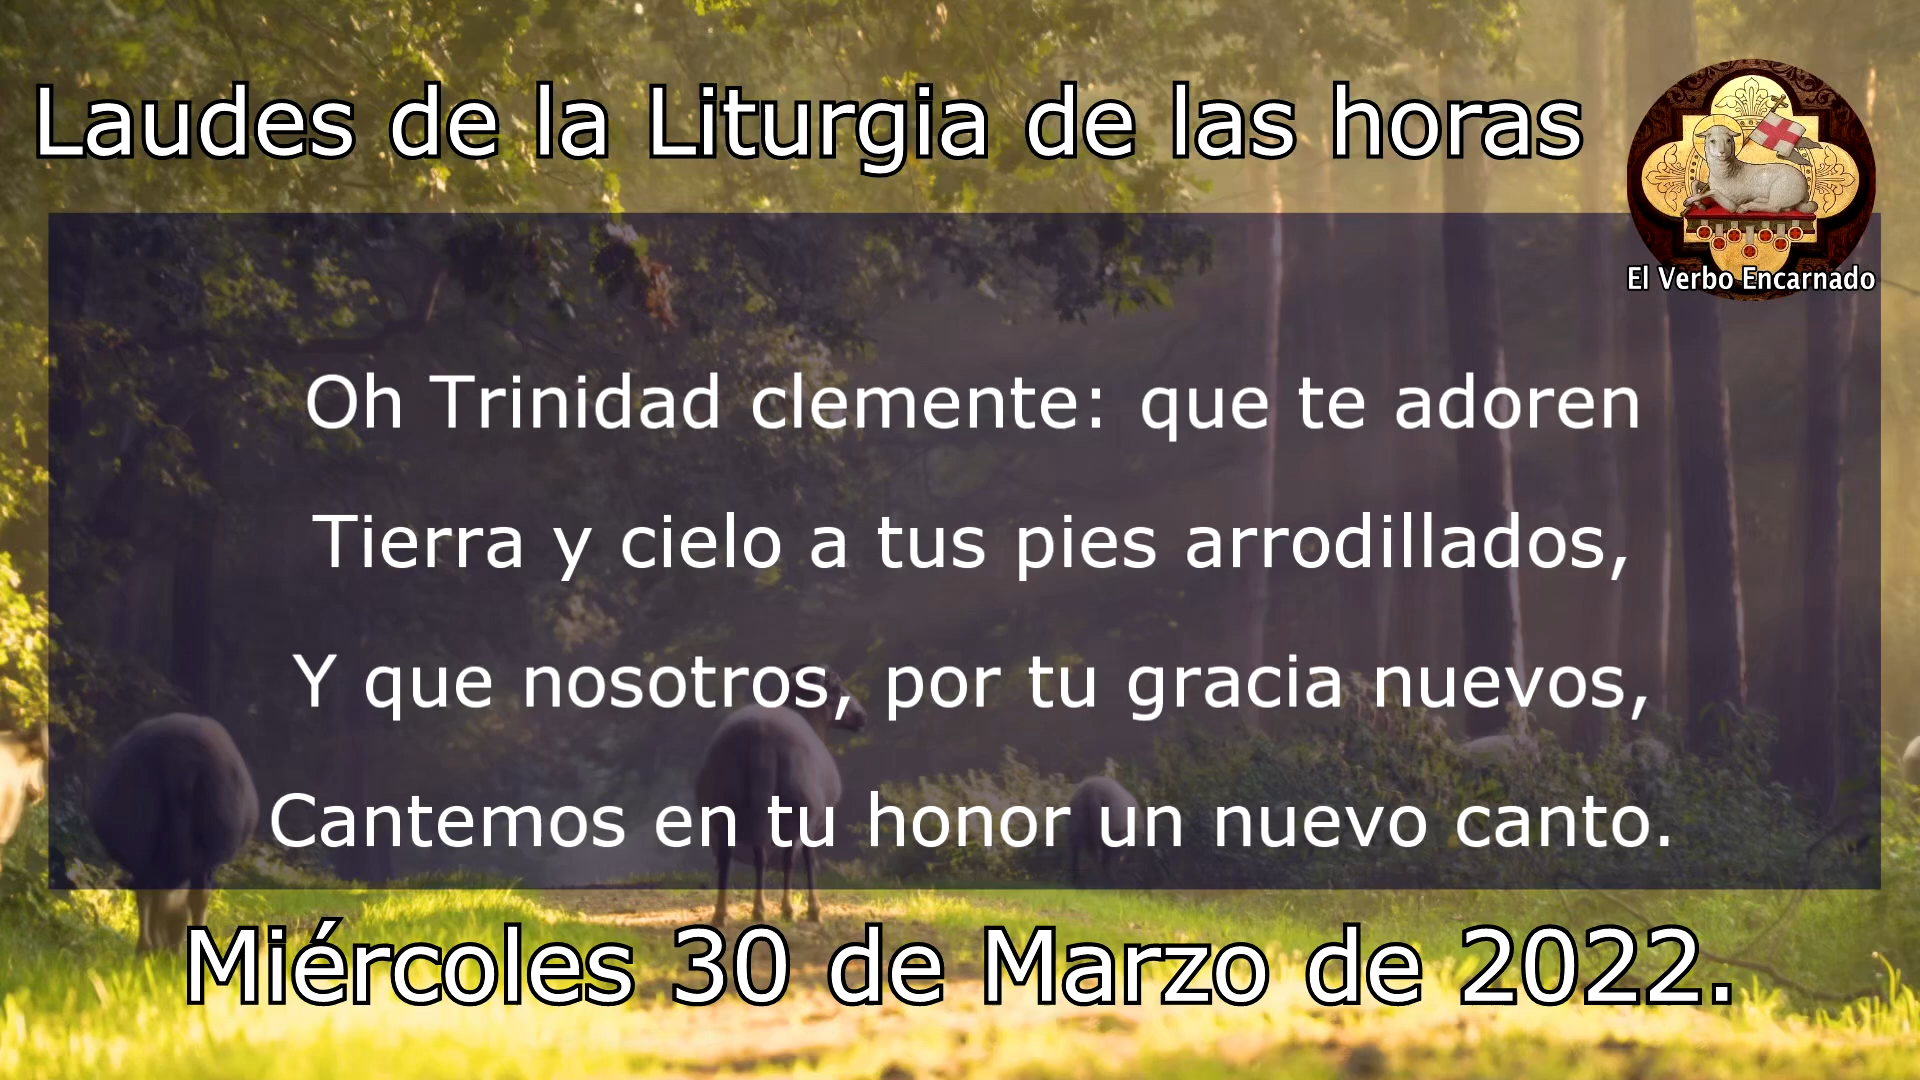 Laudes de la Liturgia de las horas
El Verbo Encarnado
Oh Trinidad clemente: que te adoren
Tierra y cielo a tus pies arrodillados,
Y que nosotros, por tu gracia nuevos,
Cantemos en tu honor un nuevo canto.
Miércoles 30 de Marzo de 2022.